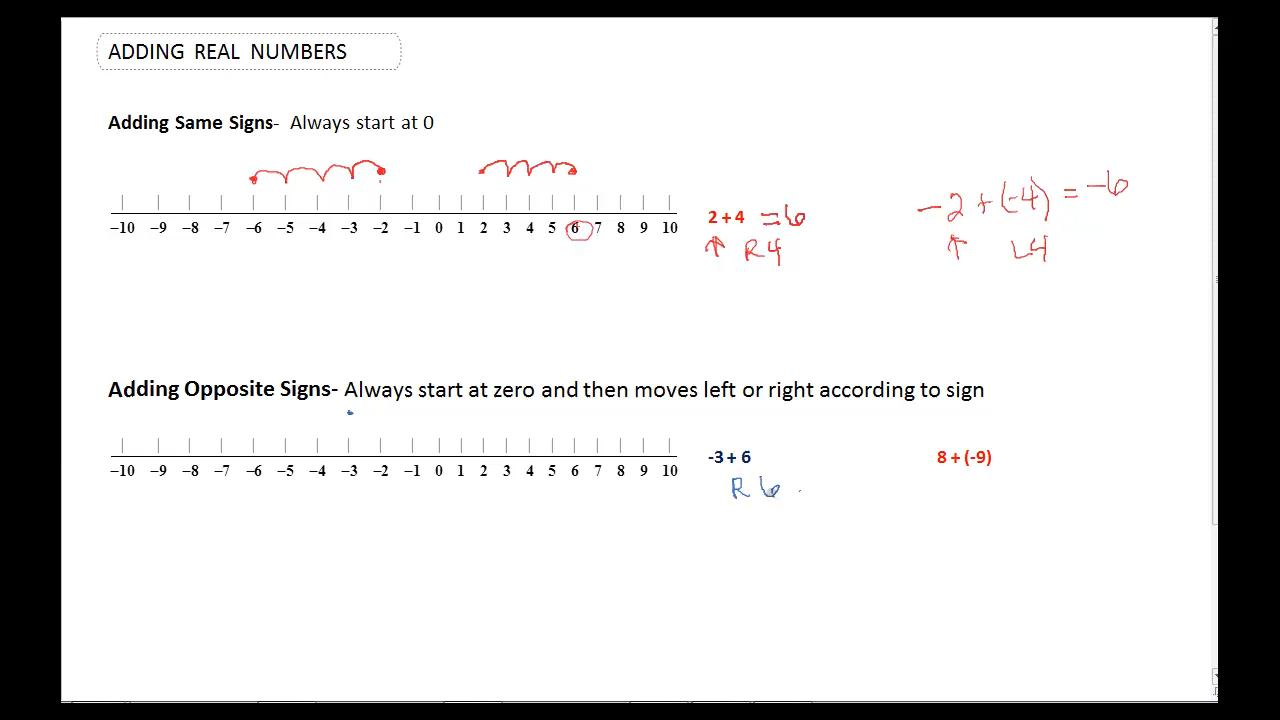 ADDING REAL NUMBERS
Adding Same Signs- Always start at 0
–10 –9 –8 –7 –6 –5 –4 –3 –2 –1 0 1 2 3 4 5 6 7 8 9 10
2 + 4 = 6
R4
-2 + (-4) = -6
L4
Adding Opposite Signs- Always start at zero and then moves left or right according to sign
–10 –9 –8 –7 –6 –5 –4 –3 –2 –1 0 1 2 3 4 5 6 7 8 9 10
-3 + 6
8 + (-9)
R 6